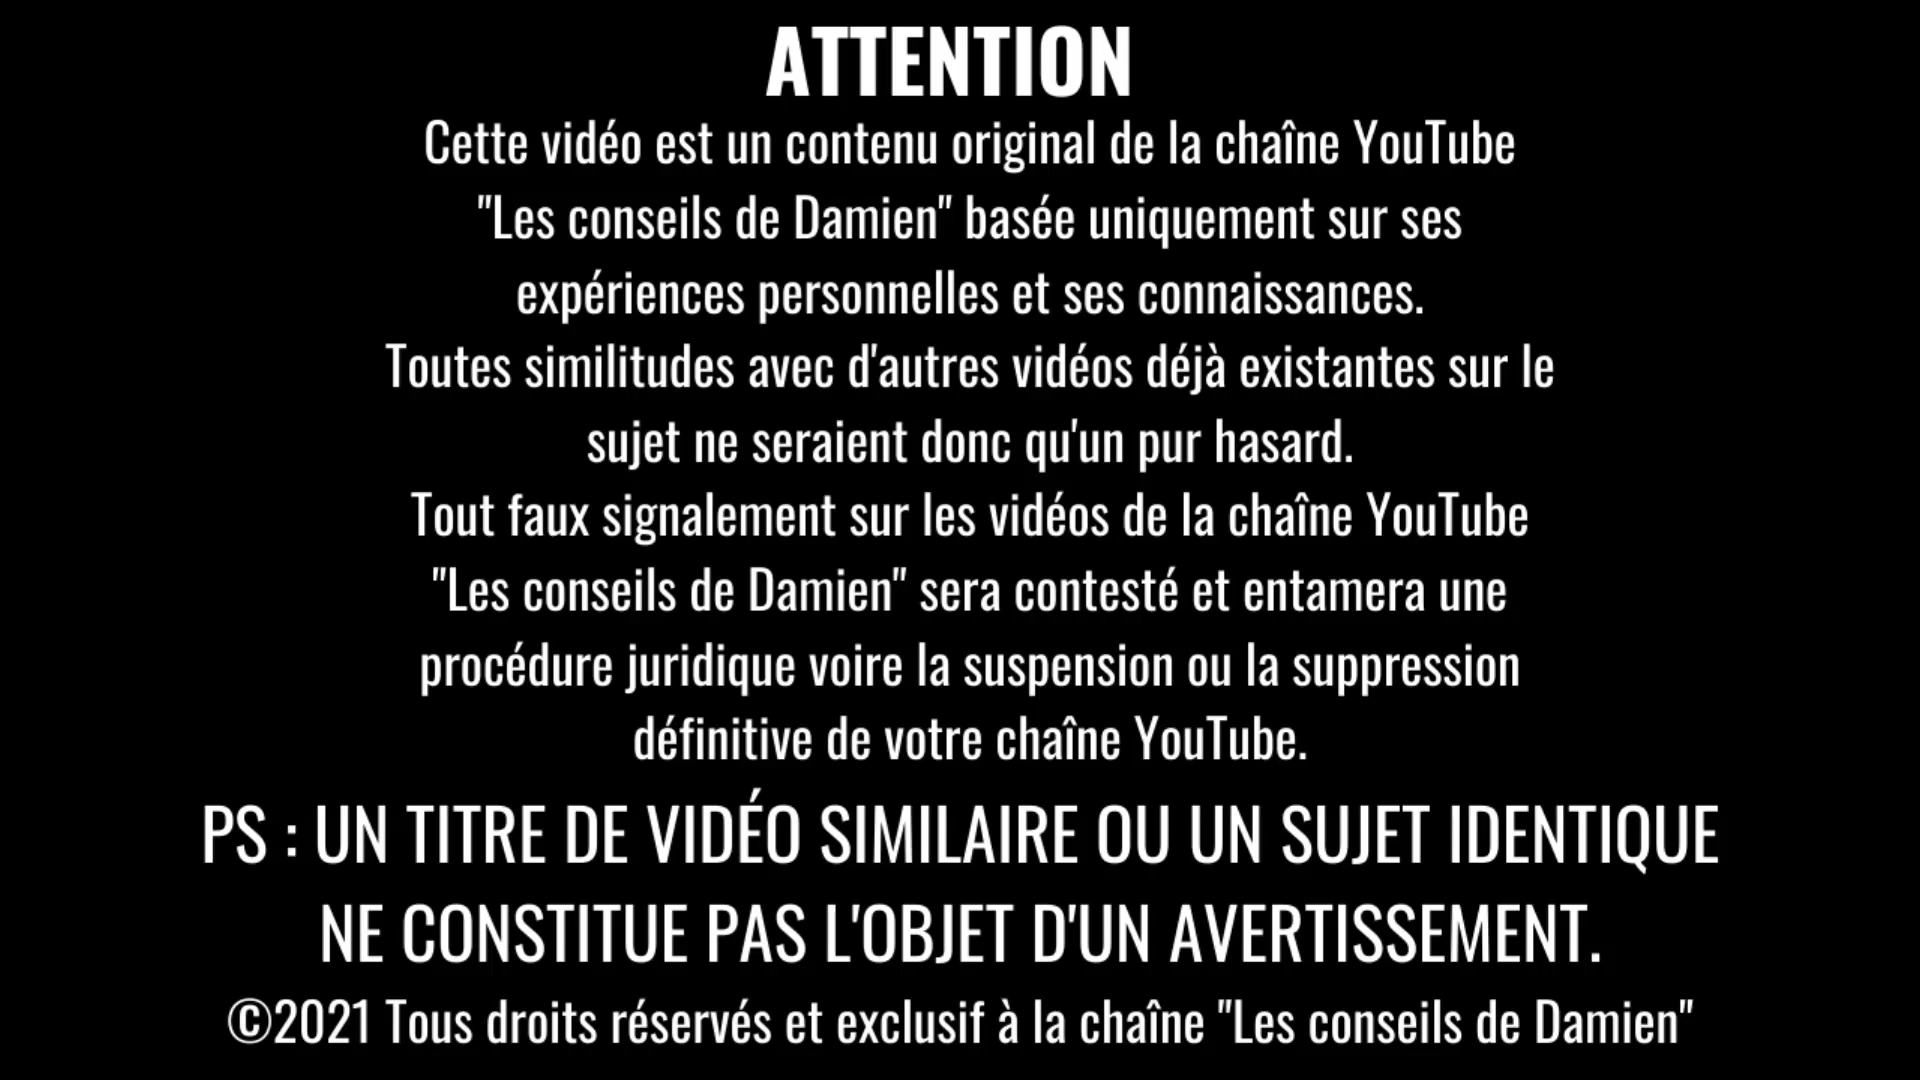 ATTENTION
Cette vidéo est un contenu original de la chaîne YouTube
"Les conseils de Damien" basée uniquement sur ses
expériences personnelles et ses connaissances.
Toutes similitudes avec d'autres vidéos déjà existantes sur le
sujet ne seraient donc qu'un pur hasard.
Tout faux signalement sur les vidéos de la chaîne YouTube
"Les conseils de Damien" sera contesté et entamera une
procédure juridique voire la suspension ou la suppression
définitive de votre chaîne YouTube.
PS : UN TITRE DE VIDÉO SIMILAIRE OU UN SUJET IDENTIQUE
NE CONSTITUE PAS L'OBJET D'UN AVERTISSEMENT.
©2021 Tous droits réservés et exclusif à la chaîne "Les conseils de Damien"